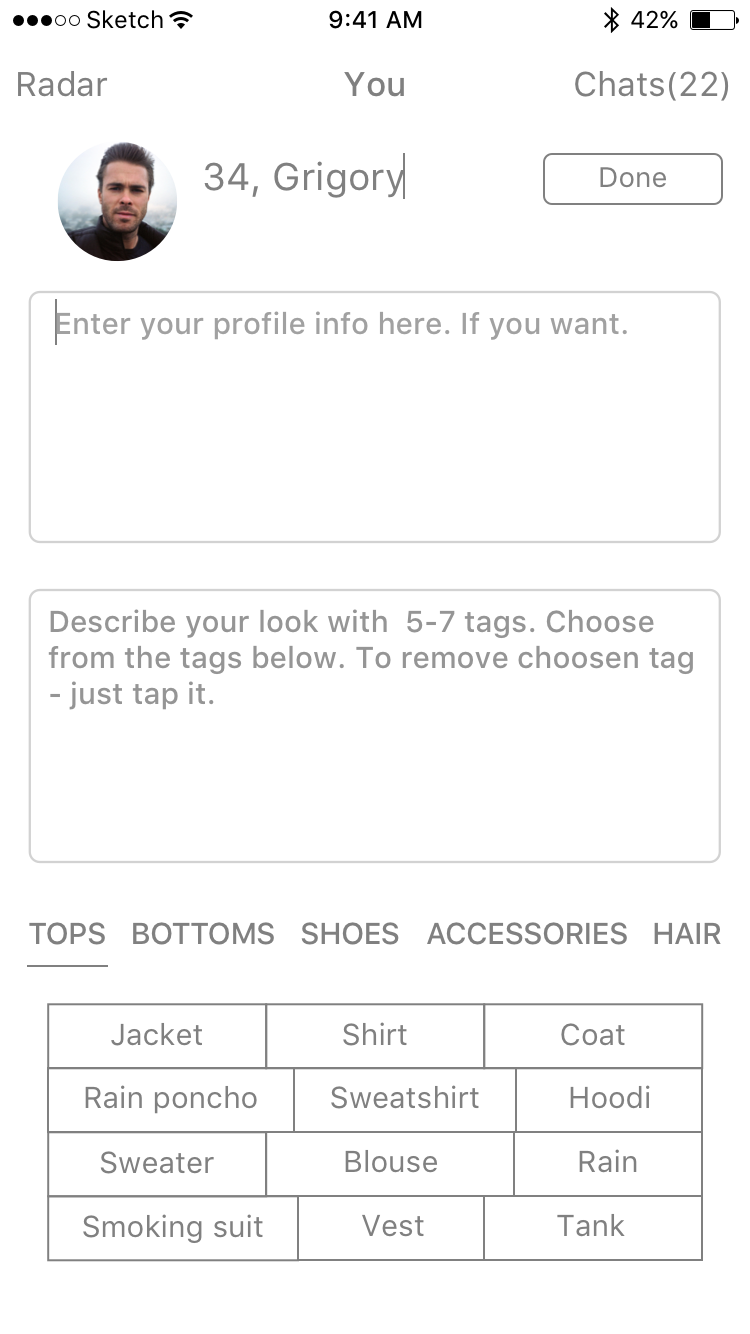 Sketch 9:41 AM 42%
Radar You Chats(22)
34, Grigory Done
Enter your profile info here. If you want.
Describe your look with  5-7 tags. Choose
from the tags below. To remove choosen tag
- just tap it.
TOPS BOTTOMS SHOES ACCESSORIES HAIR
Jacket Shirt Coat
Rain poncho Sweatshirt Hoodi
Sweater Blouse Rain
Smoking suit Vest Tank